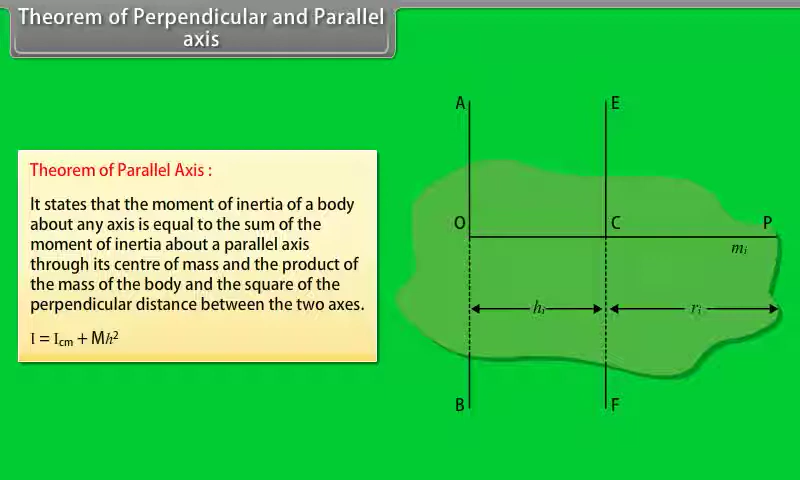 Theorem of Perpendicular and Parallel
axis
Theorem of Parallel Axis :
It states that the moment of inertia of a body
about any axis is equal to the sum of the
moment of inertia about a parallel axis
through its centre of mass and the product of
the mass of the body and the square of the
perpendicular distance between the two axes.
I = Icm + Mh²
A E
O C P
mi
hi ri
B F